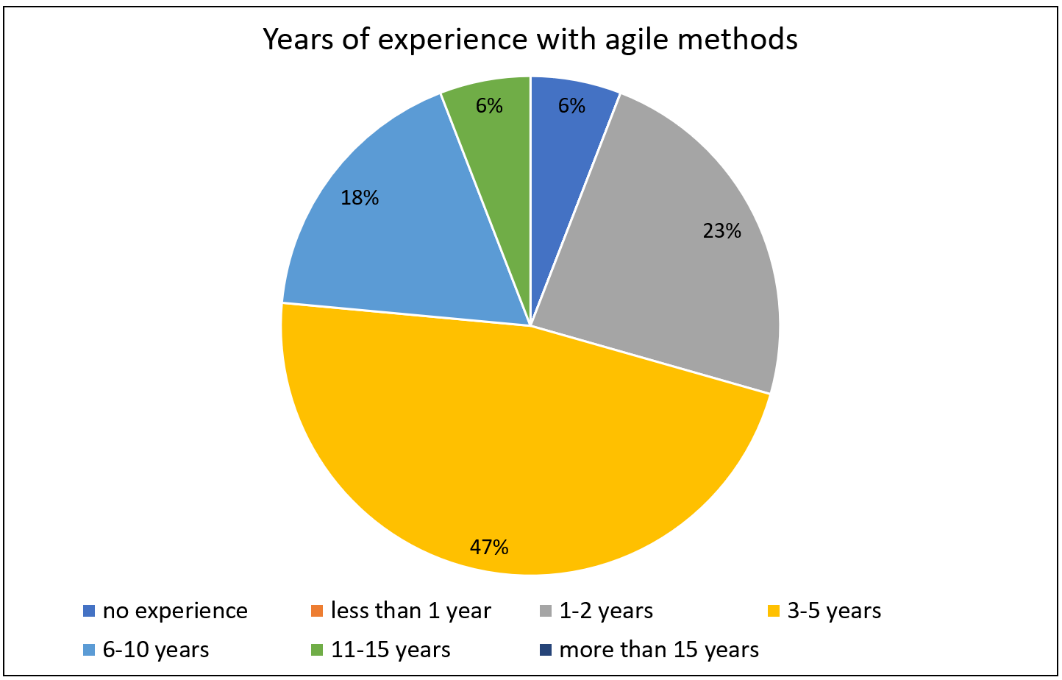 Years of experience with agile methods
6% 6%
18%
23%
47%
no experience less than 1 year 1-2 years 3-5 years
6-10 years 11-15 years more than 15 years